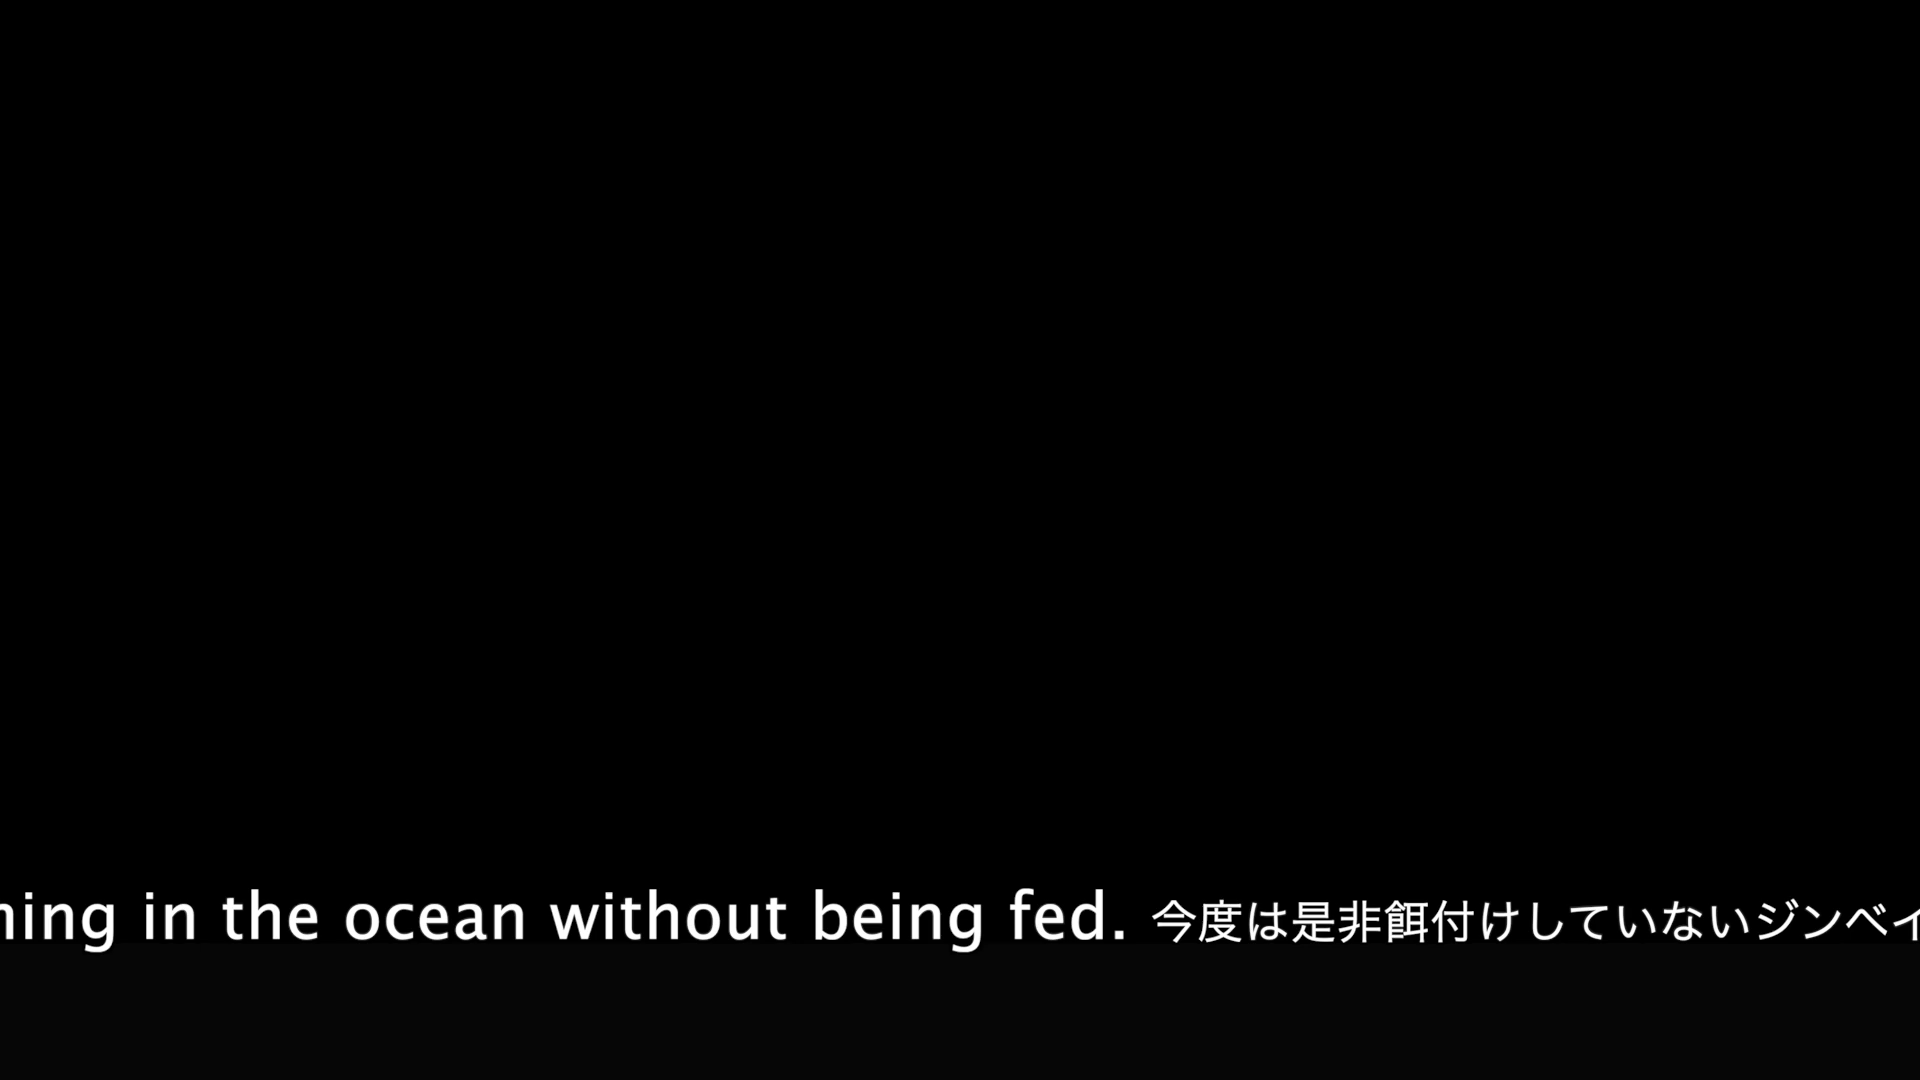 ing in the ocean without being fed. 今度は是非餌付けしていないジンベイ